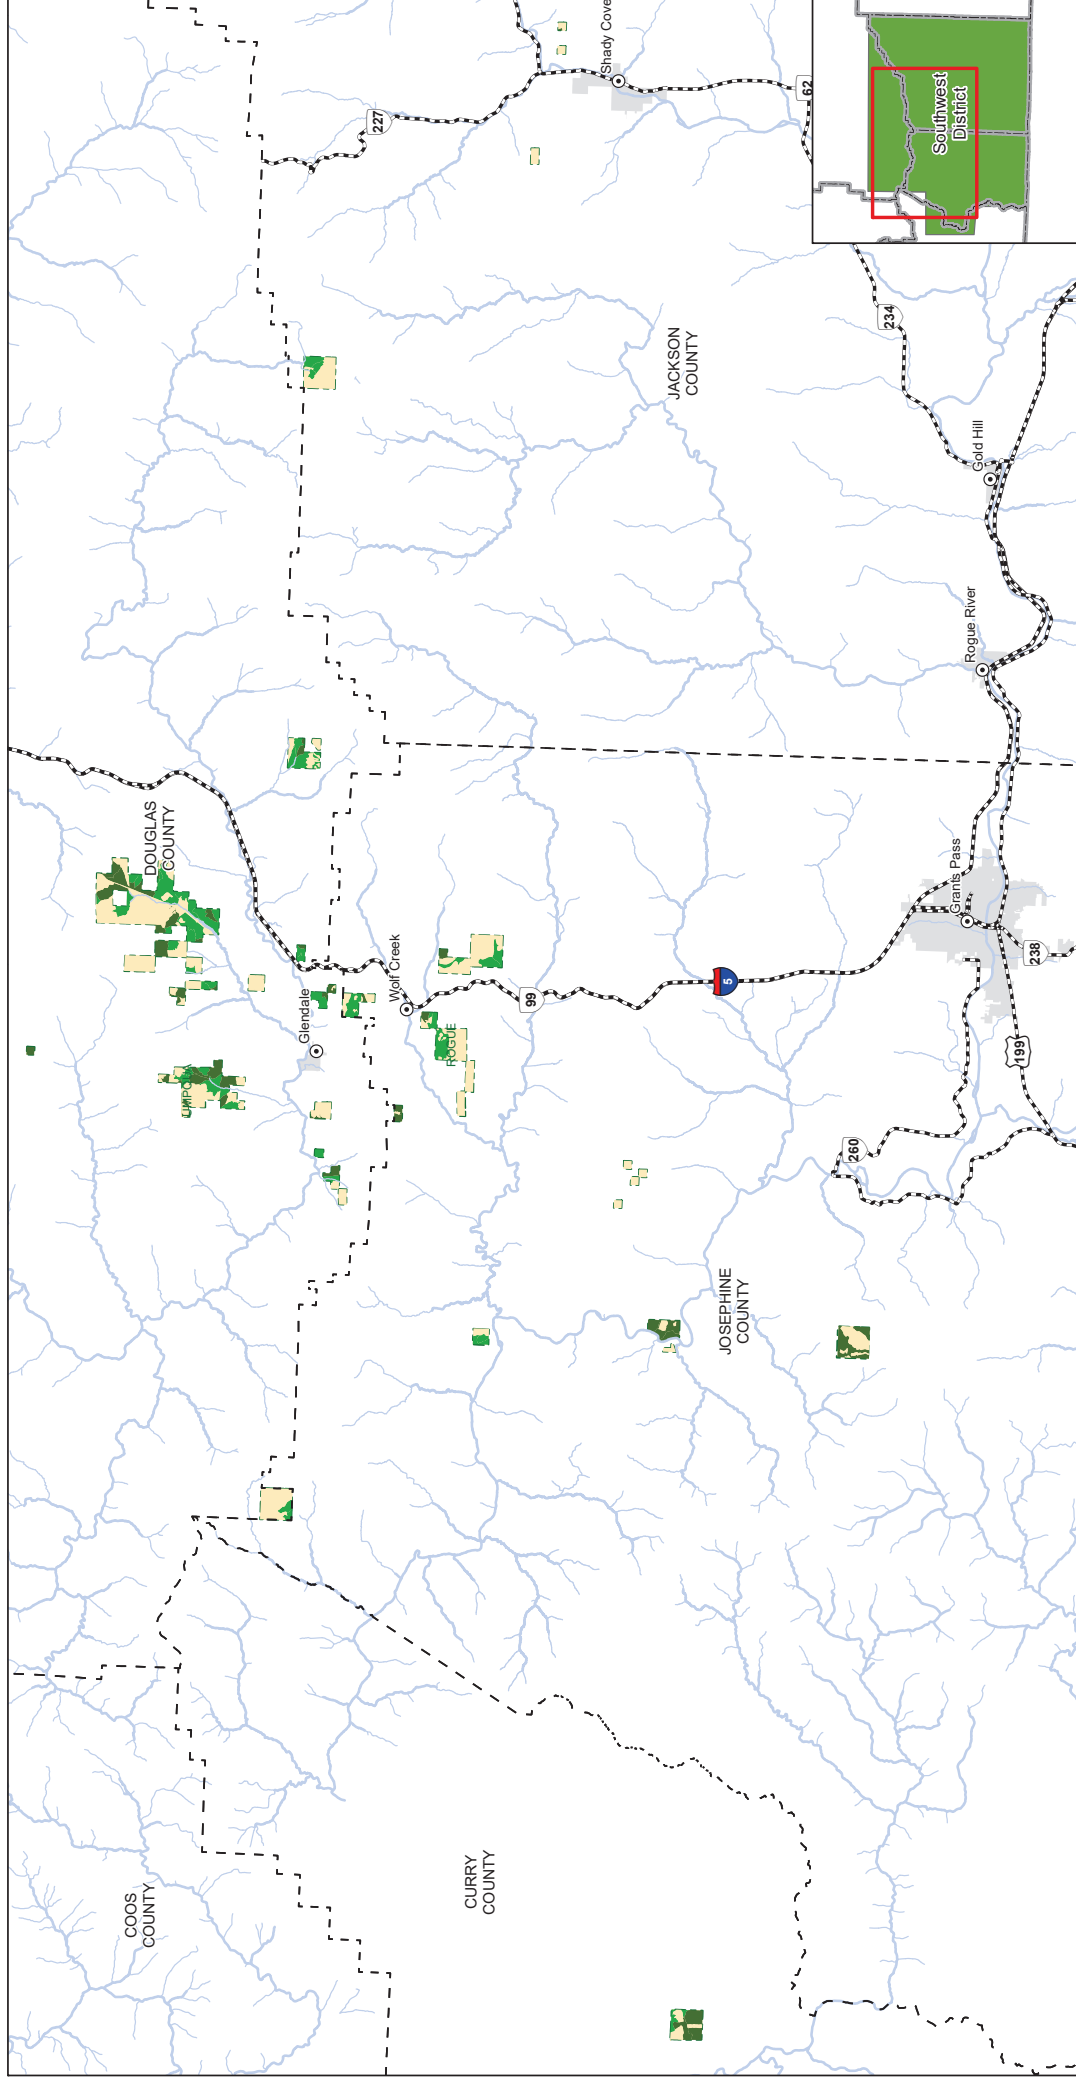 COOS
COUNTY
CURRY
COUNTY
DOUGLAS
COUNTY
JOSEPHINE
COUNTY
JACKSON
COUNTY
UMPQUA
ROGUE
Glendale
Wolf Creek
Grants Pass
Rogue River
Gold Hill
Shady Cove
227
62
234
99
5
260
199
238
Southwest
District